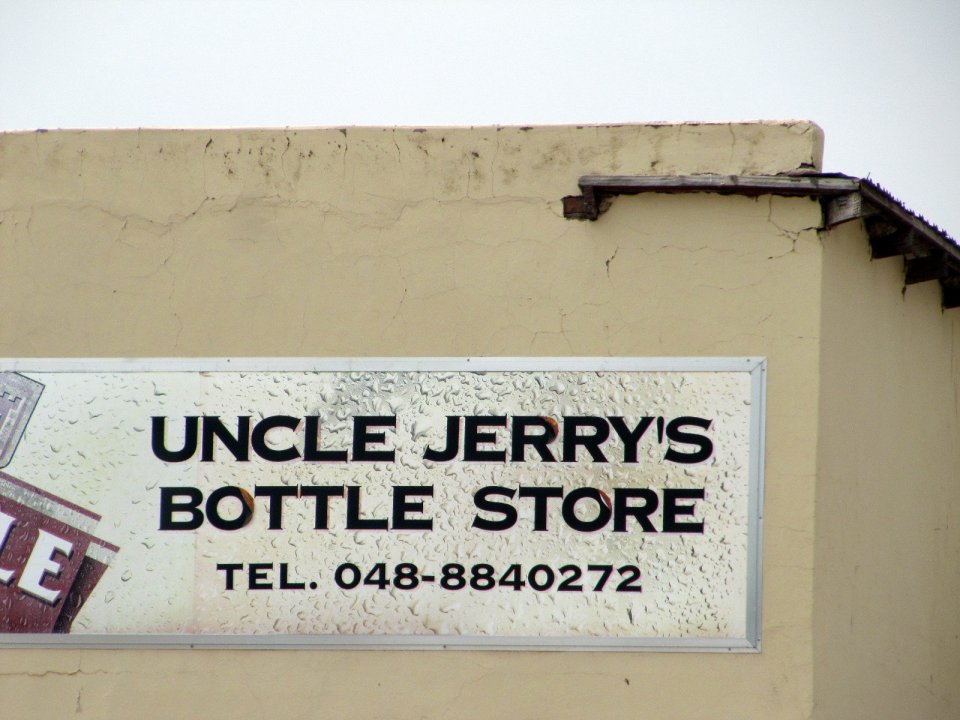 UNCLE JERRY'S
BOTTLE STORE
TEL. 048-8840272